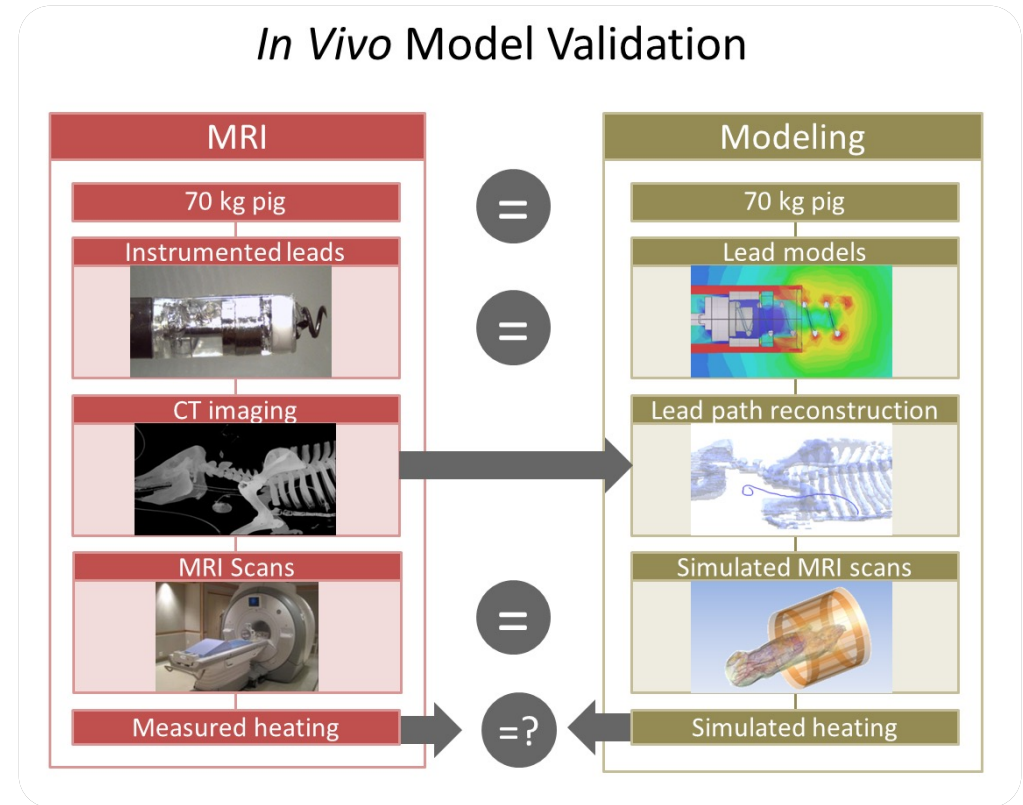 In Vivo Model Validation
MRI
70 kg pig
Instrumented leads
CT imaging
MRI Scans
Measured heating
=
=
=
=?
Modeling
70 kg pig
Lead models
Lead path reconstruction
Simulated MRI scans
Simulated heating